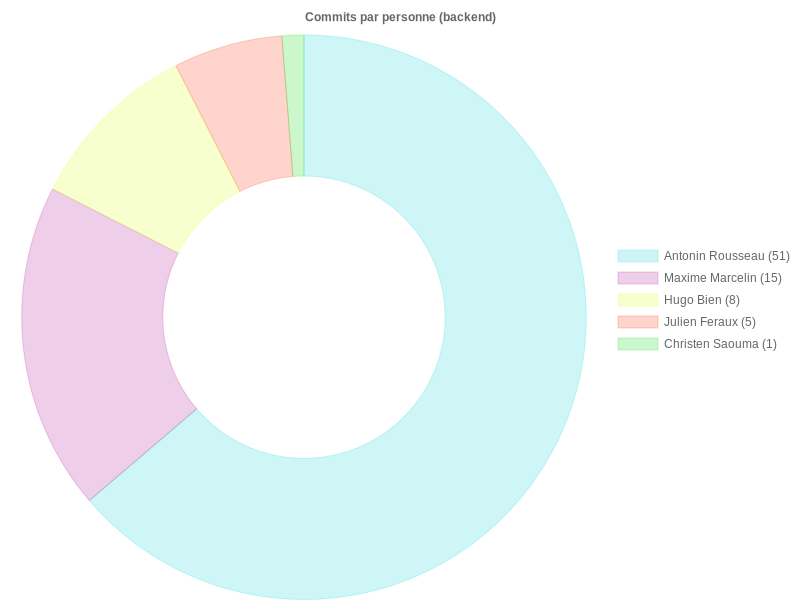 Commits par personne (backend)
Antonin Rousseau (51)
Maxime Marcelin (15)
Hugo Bien (8)
Julien Feraux (5)
Christen Saouma (1)